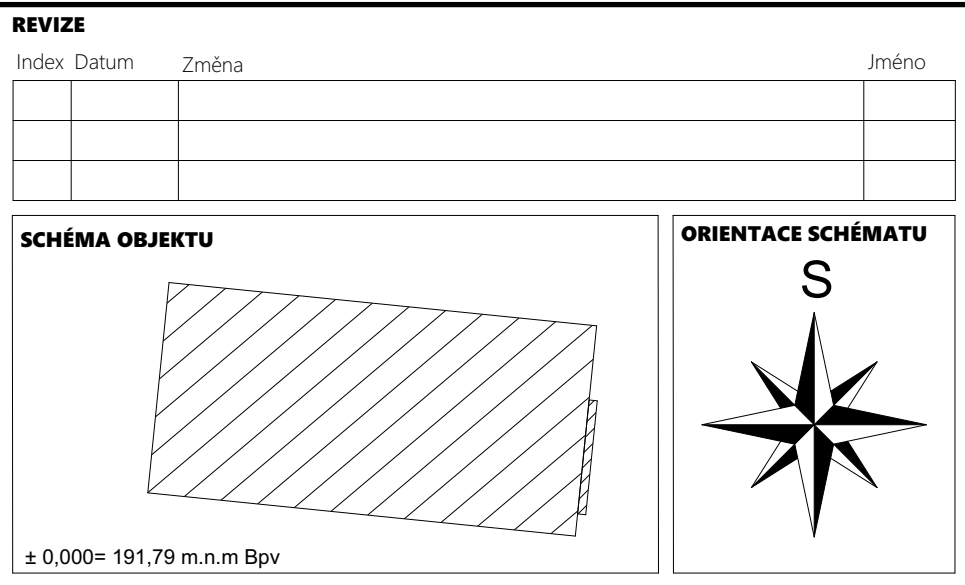 REVIZE
Index Datum Změna Jméno
SCHÉMA OBJEKTU
ORIENTACE SCHÉMATU
S
± 0,000= 191,79 m.n.m Bpv